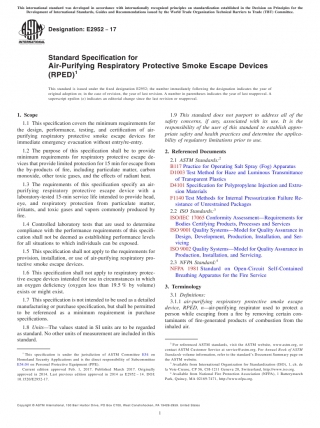 This international standard was developed in accordance with internationally recognized principles on standardization established in the Decision on Principles for the
Development of International Standards, Guides and Recommendations issued by the World Trade Organization Technical Barriers to Trade (TBT) Committee.
Designation: E2952 − 17
Standard Specification for
Air-Purifying Respiratory Protective Smoke Escape Devices
(RPED)1
This standard is issued under the fixed designation E2952; the number immediately following the designation indicates the year of
original adoption or, in the case of revision, the year of last revision. A number in parentheses indicates the year of last reapproval. A
superscript epsilon (ε) indicates an editorial change since the last revision or reapproval.
1. Scope
1.1 This specification covers the minimum requirements for
the design, performance, testing, and certification of air-
purifying respiratory protective smoke escape devices for
immediate emergency evacuation without entry/re-entry.
1.2 The purpose of this specification shall be to provide
minimum requirements for respiratory protective escape de-
vices that provide limited protection for 15 min for escape from
the by-products of fire, including particulate matter, carbon
monoxide, other toxic gases, and the effects of radiant heat.
1.3 The requirements of this specification specify an air-
purifying respiratory protective escape device with a
laboratory-tested 15-min service life intended to provide head,
eye, and respiratory protection from particulate matter,
irritants, and toxic gases and vapors commonly produced by
fire.
1.4 Controlled laboratory tests that are used to determine
compliance with the performance requirements of this specifi-
cation shall not be deemed as establishing performance levels
for all situations to which individuals can be exposed.
1.5 This specification shall not apply to the requirements for
provision, installation, or use of air-purifying respiratory pro-
tective smoke escape devices.
1.6 This specification shall not apply to respiratory protec-
tive escape devices intended for use in circumstances in which
an oxygen deficiency (oxygen less than 19.5 % by volume)
exists or might exist.
1.7 This specification is not intended to be used as a detailed
manufacturing or purchase specification, but shall be permitted
to be referenced as a minimum requirement in purchase
specifications.
1.8 Units—The values stated in SI units are to be regarded
as standard. No other units of measurement are included in this
standard.
1 This specification is under the jurisdiction of ASTM Committee E54 on
Homeland Security Applications and is the direct responsibility of Subcommittee
E54.04 on Personal Protective Equipment (PPE).
Current edition approved Feb. 1, 2017. Published March 2017. Originally
approved in 2014. Last previous edition approved in 2014 as E2952 – 14. DOI:
10.1520/E2952-17.
1.9 This standard does not purport to address all of the
safety concerns, if any, associated with its use. It is the
responsibility of the user of this standard to establish appro-
priate safety and health practices and determine the applica-
bility of regulatory limitations prior to use.
2. Referenced Documents
2.1 ASTM Standards:2
B117 Practice for Operating Salt Spray (Fog) Apparatus
D1003 Test Method for Haze and Luminous Transmittance
of Transparent Plastics
D4101 Specification for Polypropylene Injection and Extru-
sion Materials
F1140 Test Methods for Internal Pressurization Failure Re-
sistance of Unrestrained Packages
2.2 ISO Standards:3
ISO/IEC 17065 Conformity Assessment—Requirements for
Bodies Certifying Products, Processes and Services
ISO 9001 Quality Systems—Model for Quality Assurance in
Design, Development, Production, Installation, and Ser-
vicing
ISO 9002 Quality Systems—Model for Quality Assurance in
Production, Installation, and Servicing.
2.3 NFPA Standard:4
NFPA 1981 Standard on Open-Circuit Self-Contained
Breathing Apparatus for the Fire Service
3. Terminology
3.1 Definitions:
3.1.1 air-purifying respiratory protective smoke escape
device, RPED, n—air-purifying respirator used to protect a
person while escaping from a fire by removing certain con-
taminants of fire-generated products of combustion from the
inhaled air.
2 For referenced ASTM standards, visit the ASTM website, www.astm.org, or
contact ASTM Customer Service at service@astm.org. For Annual Book of ASTM
Standards volume information, refer to the standard's Document Summary page on
the ASTM website.
3 Available from International Organization for Standardization (ISO), 1, ch. de
la Voie-Creuse, CP 56, CH-1211 Geneva 20, Switzerland, http://www.iso.org.
4 Available from National Fire Protection Association (NFPA), 1 Batterymarch
Park, Quincy, MA 02169-7471, http://www.nfpa.org.
Copyright © ASTM International, 100 Barr Harbor Drive, PO Box C700, West Conshohocken, PA 19428-2959. United States
1